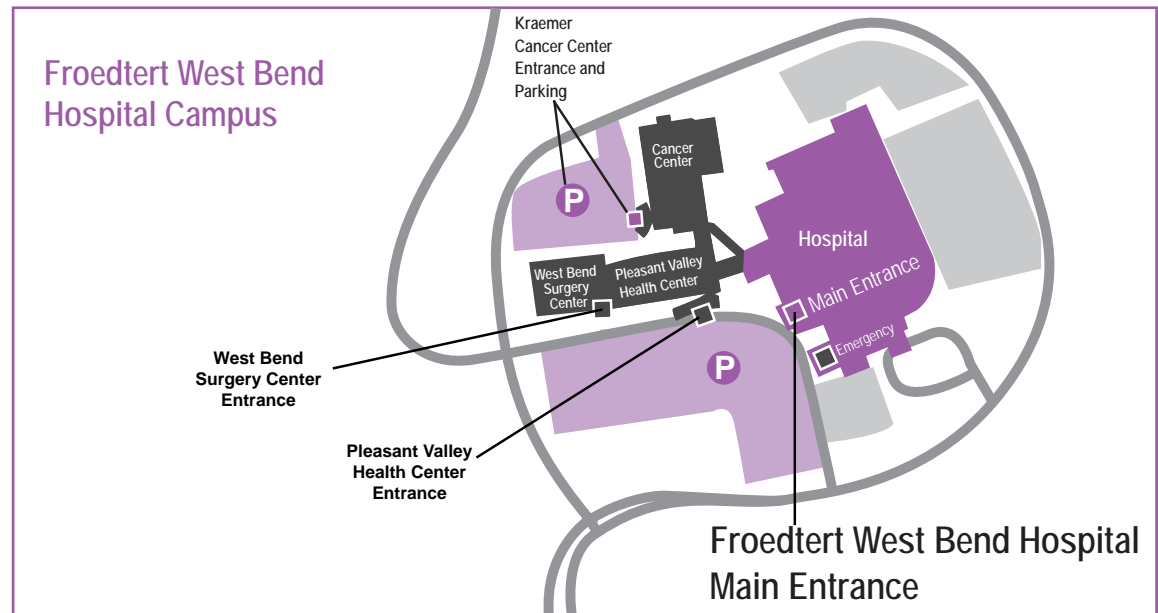 Froedtert West Bend
Hospital Campus
Kraemer
Cancer Center
Entrance and
Parking
Cancer
Center
P
Hospital
West Bend
Surgery
Center
Pleasant Valley
Health Center
Main Entrance
Emergency
West Bend
Surgery Center
Entrance
P
Pleasant Valley
Health Center
Entrance
Froedtert West Bend Hospital
Main Entrance